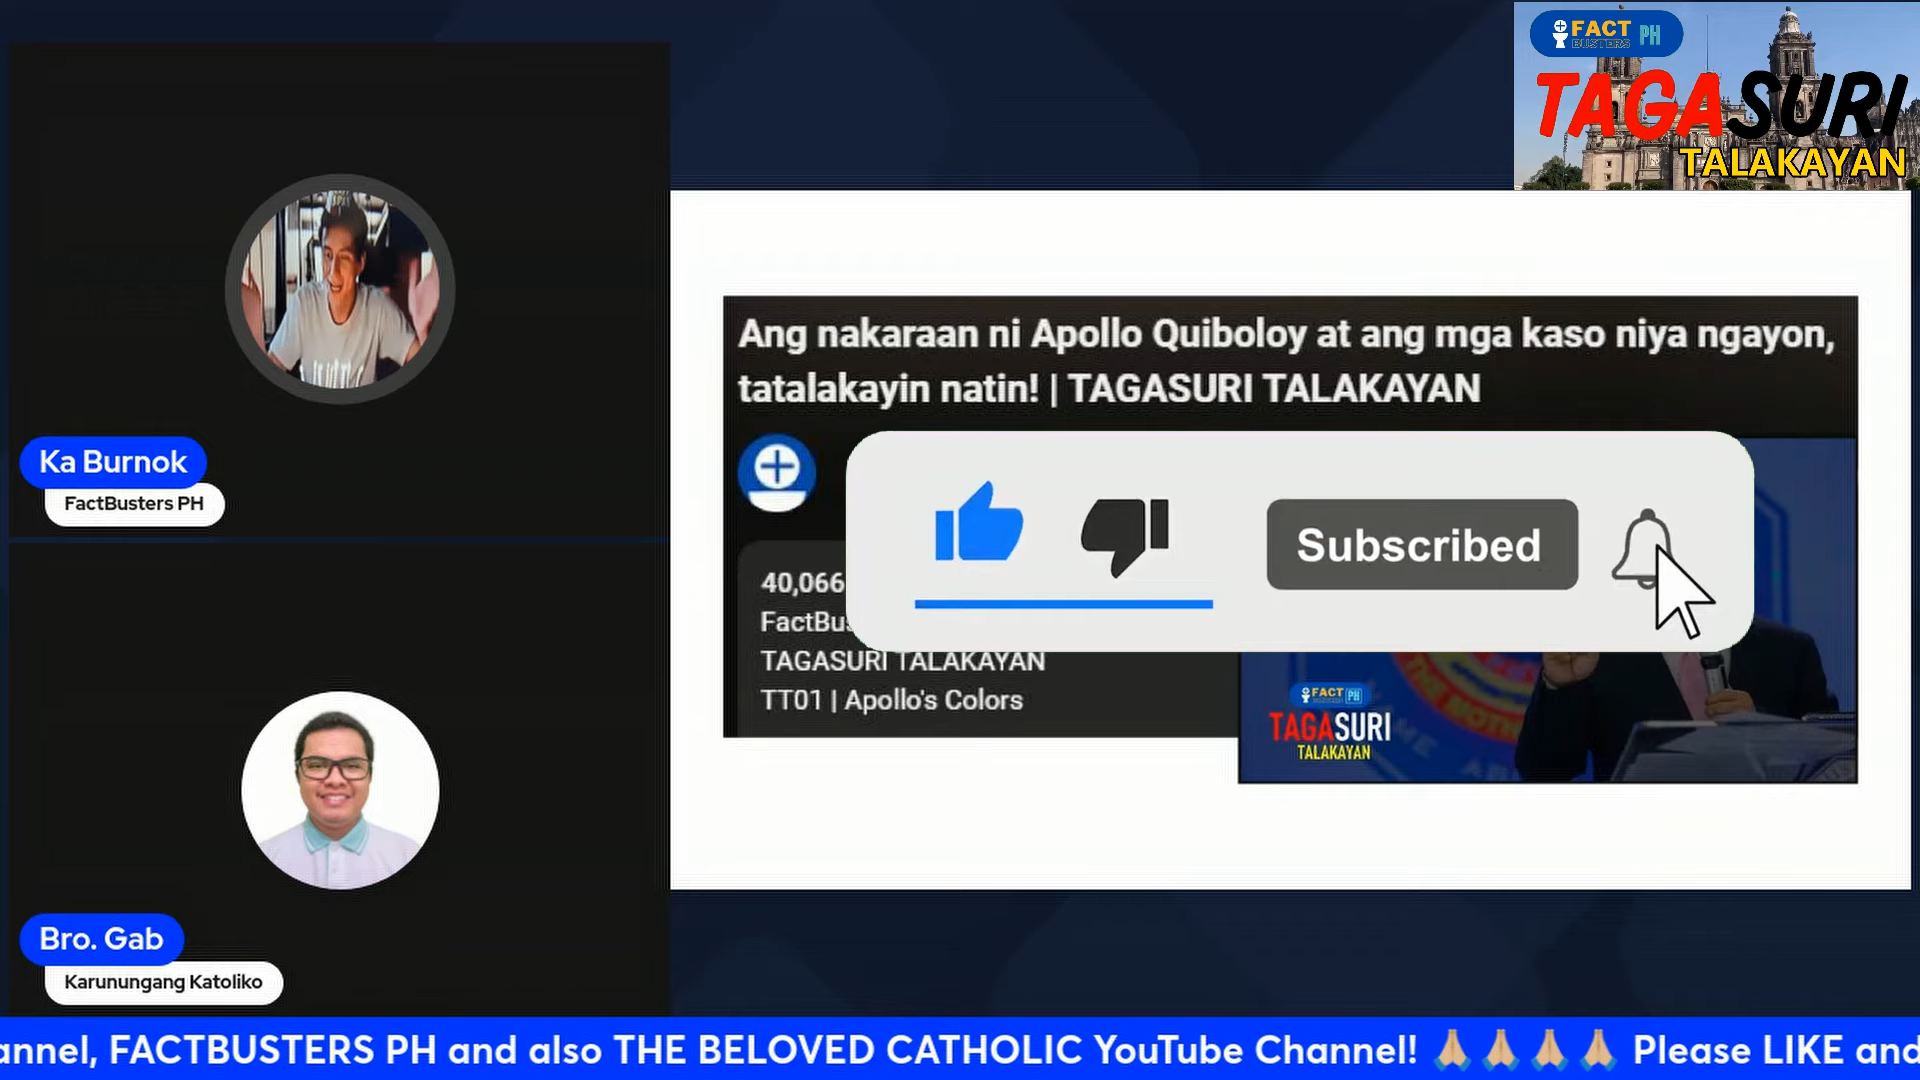 FACT
BUSTERS PH
TAGASURI
TALAKAYAN
Ang nakaraan ni Apollo Quiboloy at ang mga kaso niya ngayon,
tatalakayin natin! | TAGASURI TALAKAYAN
Subscribed
40,066
FactBus
TAGASURI TALAKAYAN
TT01 | Apollo's Colors
FACT PH
TAGASURI
TALAKAYAN
Ka Burnok
FactBusters PH
Bro. Gab
Karunungang Katoliko
annel, FACTBUSTERS PH and also THE BELOVED CATHOLIC YouTube Channel! 🙏🏼🙏🏼🙏🏼🙏🏼 Please LIKE and